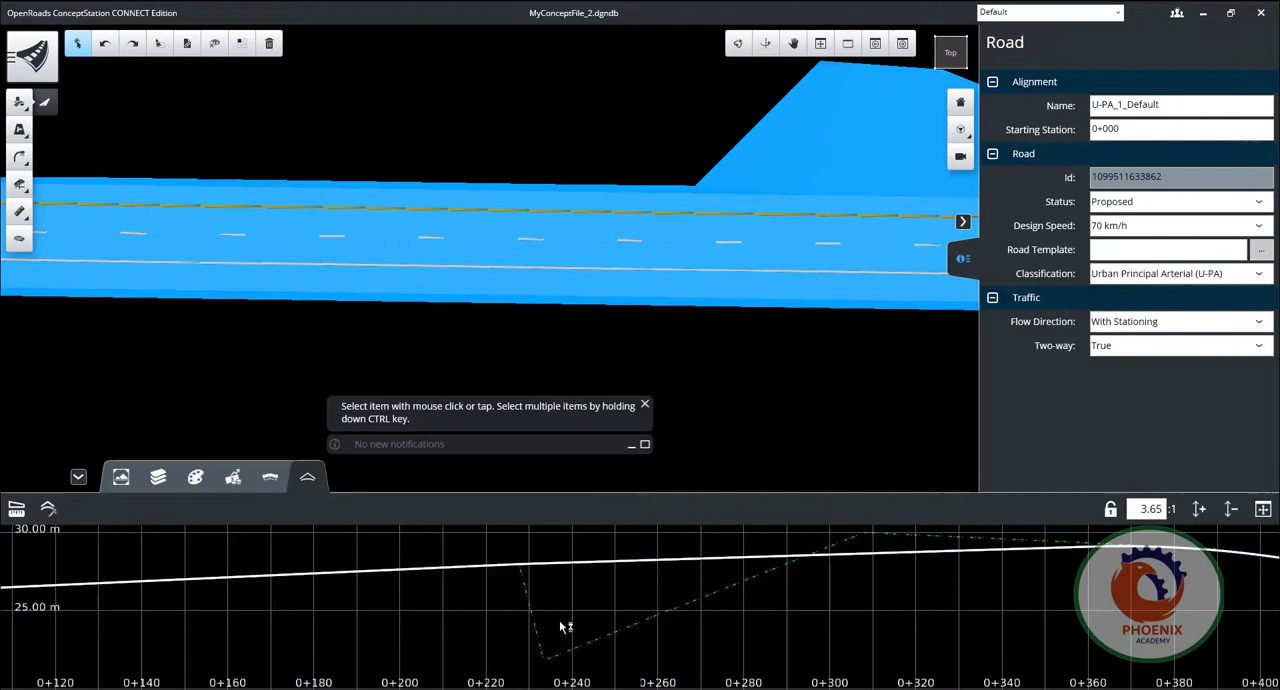 OpenRoads ConceptStation CONNECT Edition
MyConceptFile_2.dgndb
Default
Top
Road
Alignment
Name: U-PA_1_Default
Starting Station: 0+000
Road
Id: 1099511633862
Status: Proposed
Design Speed: 70 km/h
Road Template: ...
Classification: Urban Principal Arterial (U-PA)
Traffic
Flow Direction: With Stationing
Two-way: True
Select item with mouse click or tap. Select multiple items by holding
down CTRL key.
No new notifications
3.65 :1
30.00 m
25.00 m
PHOENIX
ACADEMY
0+120 0+140 0+160 0+180 0+200 0+220 0+240 0+260 0+280 0+300 0+320 0+340 0+360 0+380 0+400